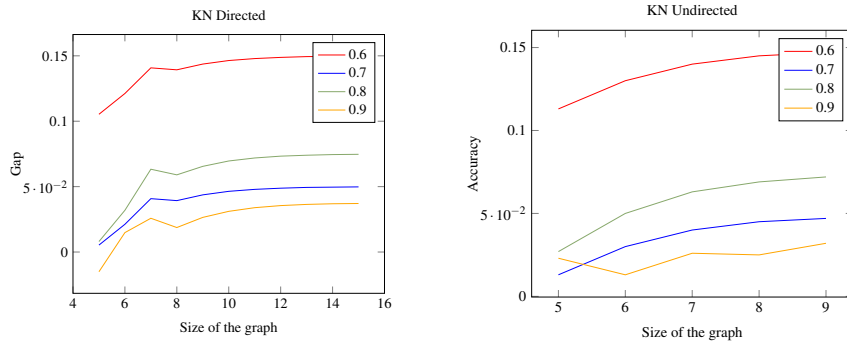 KN Directed
0.15
0.1
5 · 10⁻²
0
Gap
4 6 8 10 12 14 16
Size of the graph
0.6
0.7
0.8
0.9
KN Undirected
0.15
0.1
5 · 10⁻²
0
Accuracy
5 6 7 8 9
Size of the graph
0.6
0.7
0.8
0.9